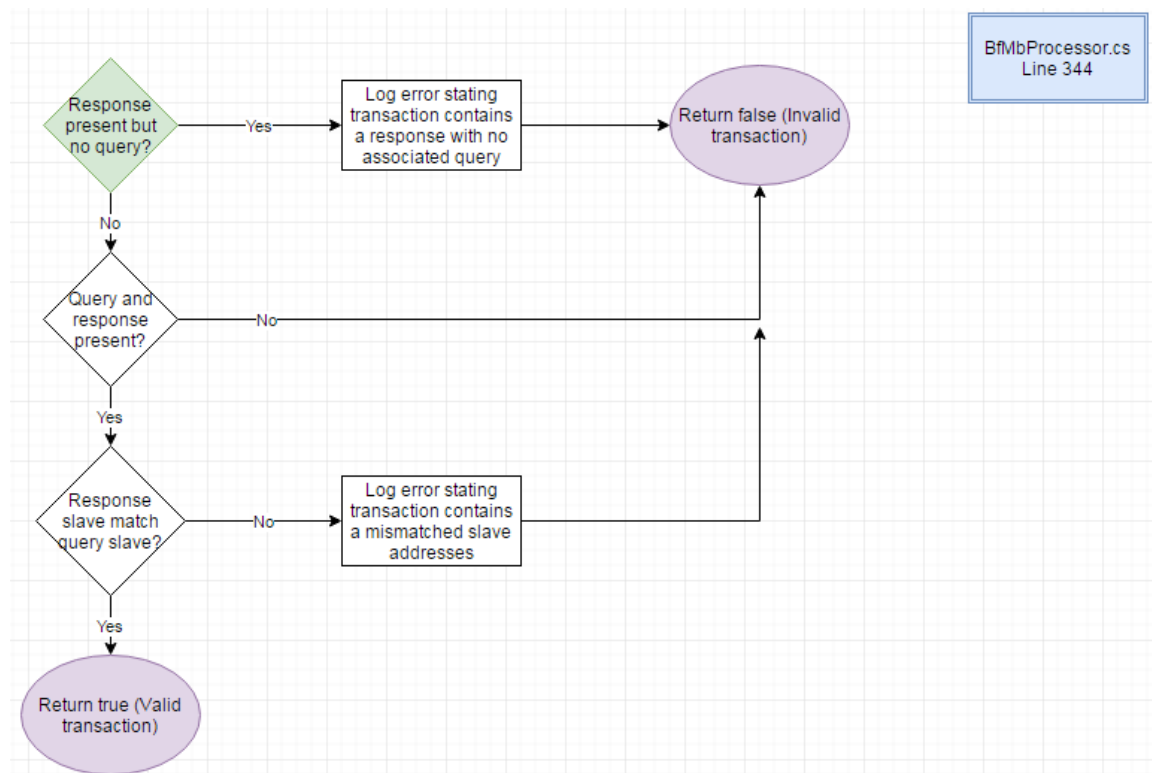 BfMbProcessor.cs
Line 344
Response
present but
no query?
Yes
Log error stating
transaction contains
a response with no
associated query
Return false (Invalid
transaction)
No
Query and
response
present?
No
Yes
Response
slave match
query slave?
No
Log error stating
transaction contains
a mismatched slave
addresses
Yes
Return true (Valid
transaction)